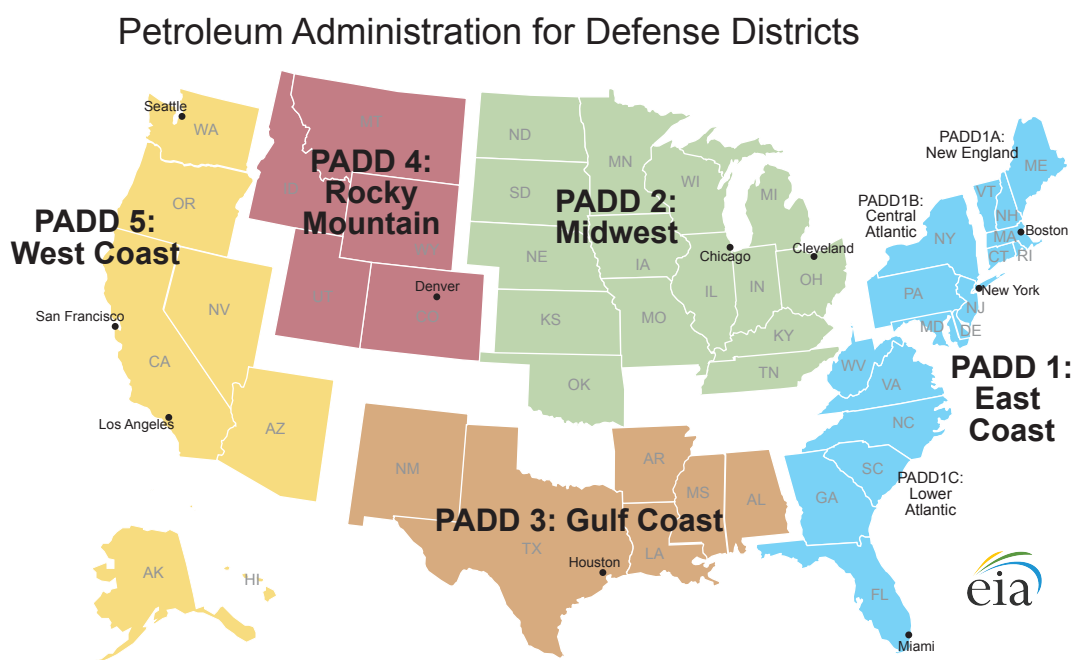 Petroleum Administration for Defense Districts
Seattle
WA
OR
PADD 5:
West Coast
NV
San Francisco
CA
Los Angeles
AZ
AK
HI
MT
PADD 4:
Rocky
Mountain
ID
WY
UT
Denver
CO
ND
MN
SD
WI
MI
PADD 2:
Midwest
NE
IA
Chicago
Cleveland
IL
IN
OH
KS
MO
KY
TN
OK
NM
AR
MS
AL
PADD 3: Gulf Coast
TX
LA
Houston
PADD1A:
New England
ME
VT
NH
PADD1B:
Central
Atlantic
NY
MA
Boston
CT
RI
PA
New York
NJ
MD
DE
WV
VA
PADD 1:
East
Coast
NC
SC
PADD1C:
Lower
Atlantic
GA
FL
Miami
eia